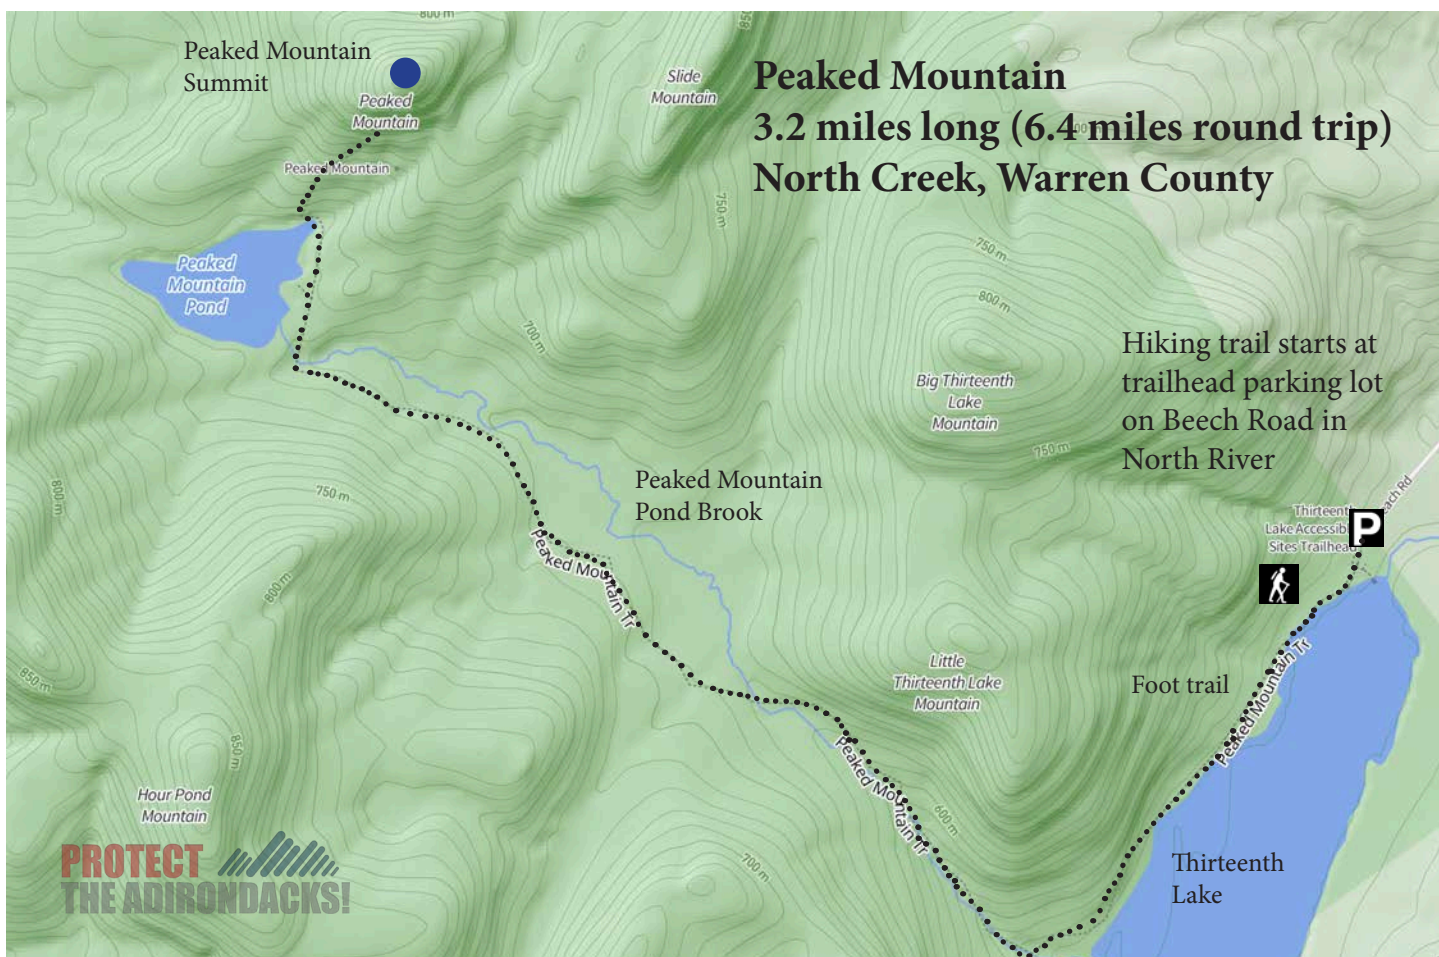 800 m
850
Peaked Mountain
Summit
Peaked
Mountain
Slide
Mountain
Peaked Mountain
3.2 miles long (6.4 miles round trip)
North Creek, Warren County
Peaked Mountain
750 m
750 m
Peaked
Mountain
Pond
800 m
700 m
Hiking trail starts at
trailhead parking lot
on Beech Road in
North River
Big Thirteenth
Lake
Mountain
750 m
800 m
750 m
Peaked Mountain
Pond Brook
Lake
Sites
P
Peaked Mountain Tr
800 m
Peaked Mountain Tr
Little
Thirteenth Lake
Mountain
Foot trail
850 m
850 m
Peaked Mountain Tr
Hour Pond
Mountain
600 m
700 m
Thirteenth
Lake
PROTECT
THE ADIRONDACKS!